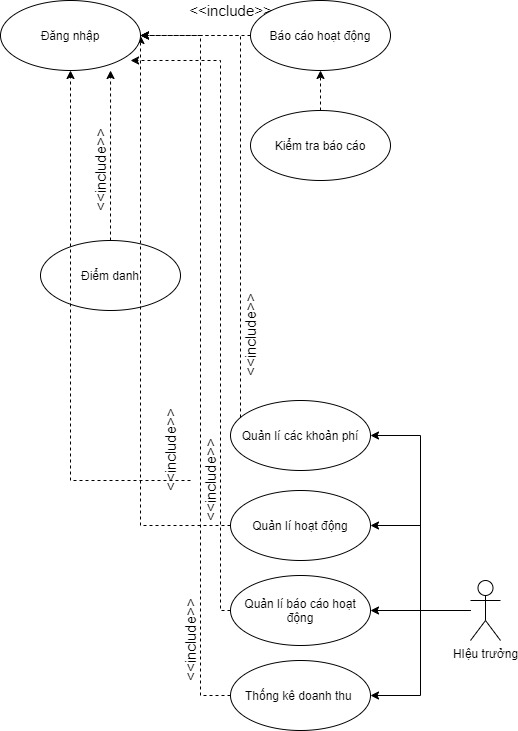 <<include>>
Đăng nhập
Báo cáo hoạt động
Kiểm tra báo cáo
<<include>>
Điểm danh
<<include>>
Quản lí các khoản phí
<<include>>
<<include>>
Quản lí hoạt động
Quản lí báo cáo hoạt
động
<<include>>
HIệu trưởng
Thống kê doanh thu